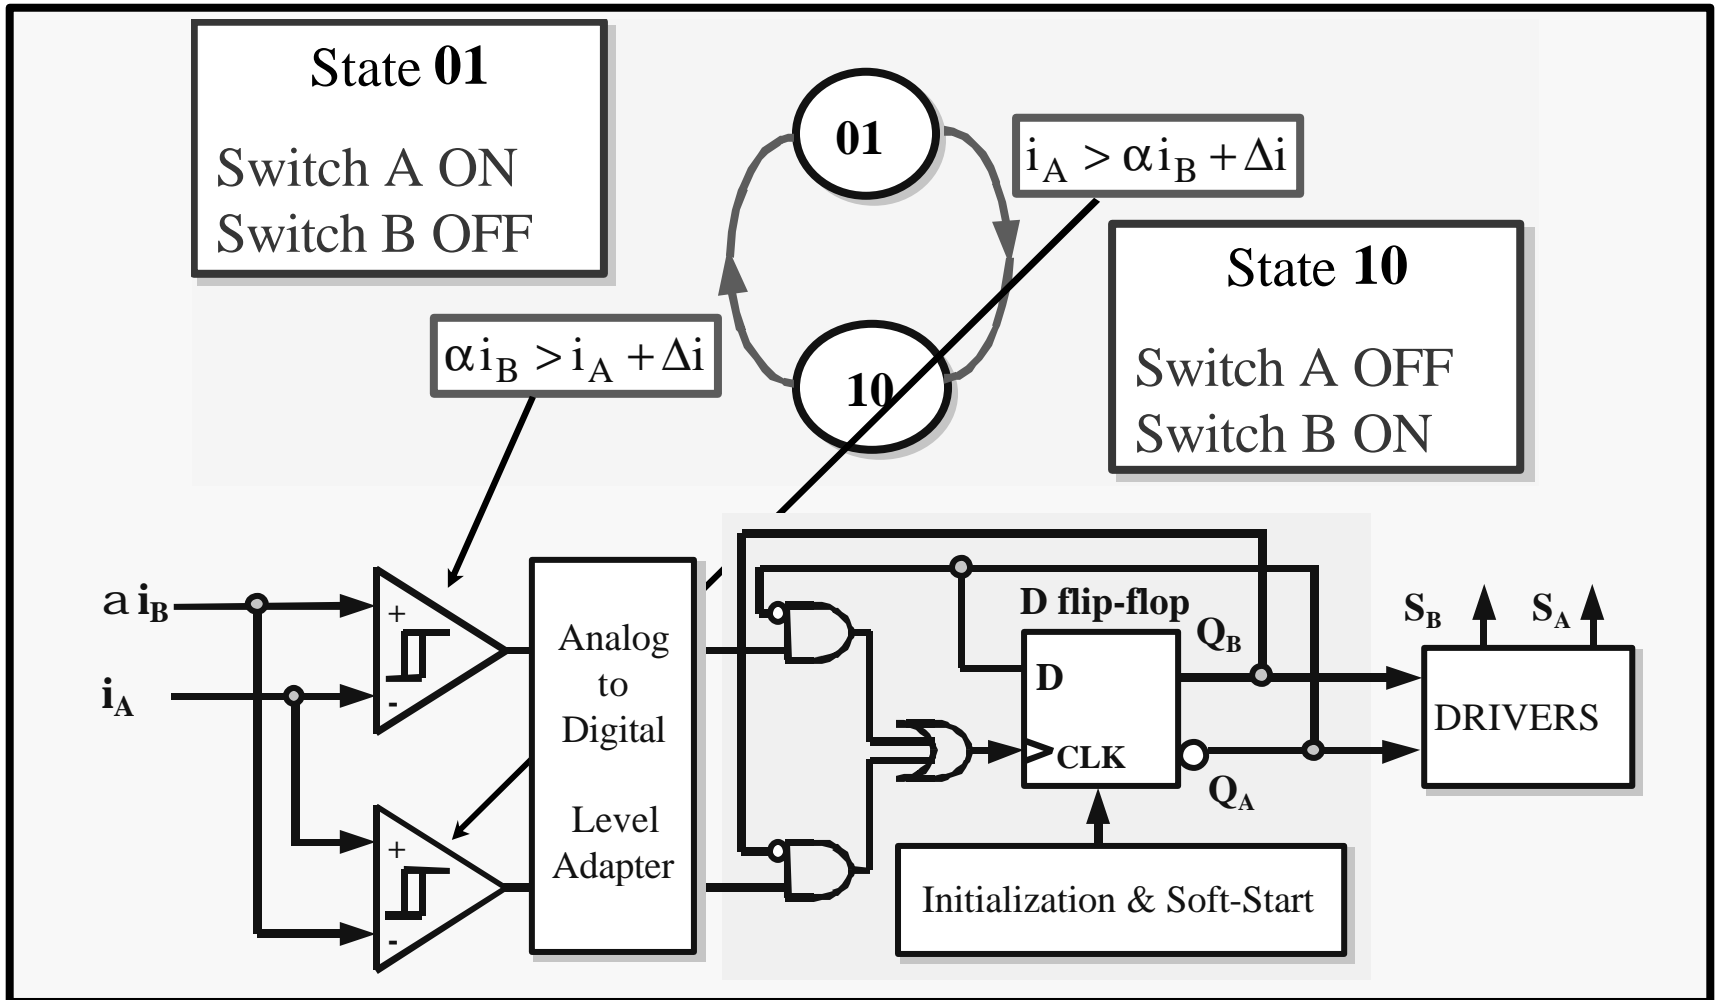 State 01
Switch A ON
Switch B OFF
01
i_A > αi_B + Δi
State 10
Switch A OFF
Switch B ON
αi_B > i_A + Δi
10
a i_B
i_A
+
-
+
-
Analog
to
Digital
Level
Adapter
D flip-flop
D
CLK
Q_B
Q_A
S_B
S_A
DRIVERS
Initialization & Soft-Start